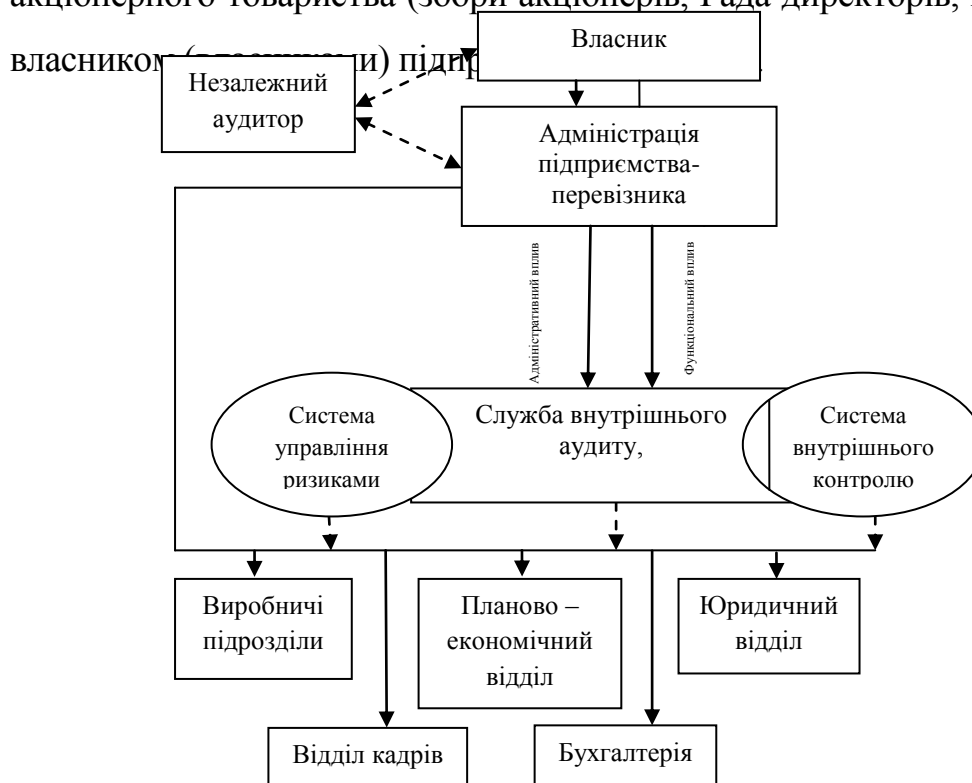 акціонерного товариства (збори акціонерів, Рада директорів,
власником (власниками) підпр
Власник
Незалежний
аудитор
Адміністрація
підприємства-
перевізника
Адміністративний вплив
Функціональний вплив
Система
управління
ризиками
Служба внутрішнього
аудиту,
Система
внутрішнього
контролю
Виробничі
підрозділи
Планово –
економічний
відділ
Юридичний
відділ
Відділ кадрів
Бухгалтерія